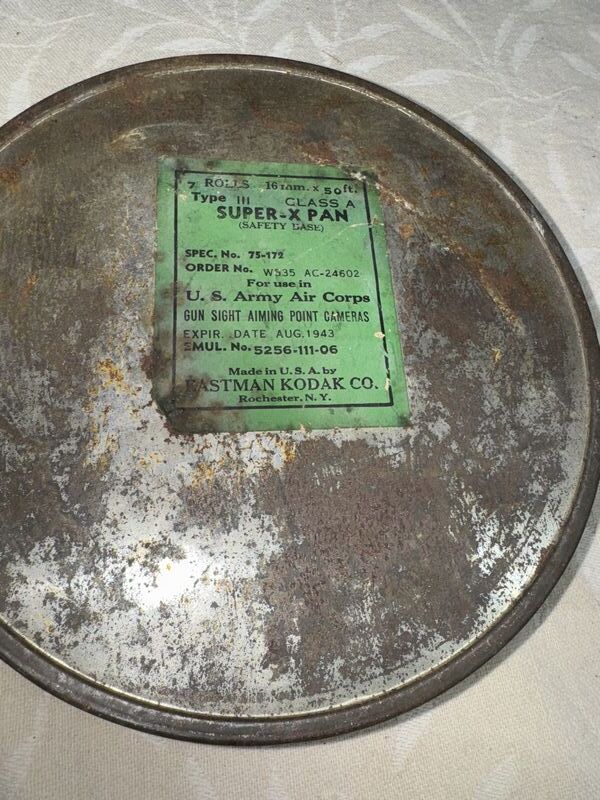 7 ROLLS 16mm. x 50 ft.
Type III CLASS A
SUPER-X PAN
(SAFETY BASE)
SPEC. No. 75-172
ORDER No. W535 AC-24602
For use in
U. S. Army Air Corps
GUN SIGHT AIMING POINT CAMERAS
EXPIR. DATE AUG. 1943
EMUL. No. 5256-111-06
Made in U. S. A. by
EASTMAN KODAK CO.
Rochester, N. Y.